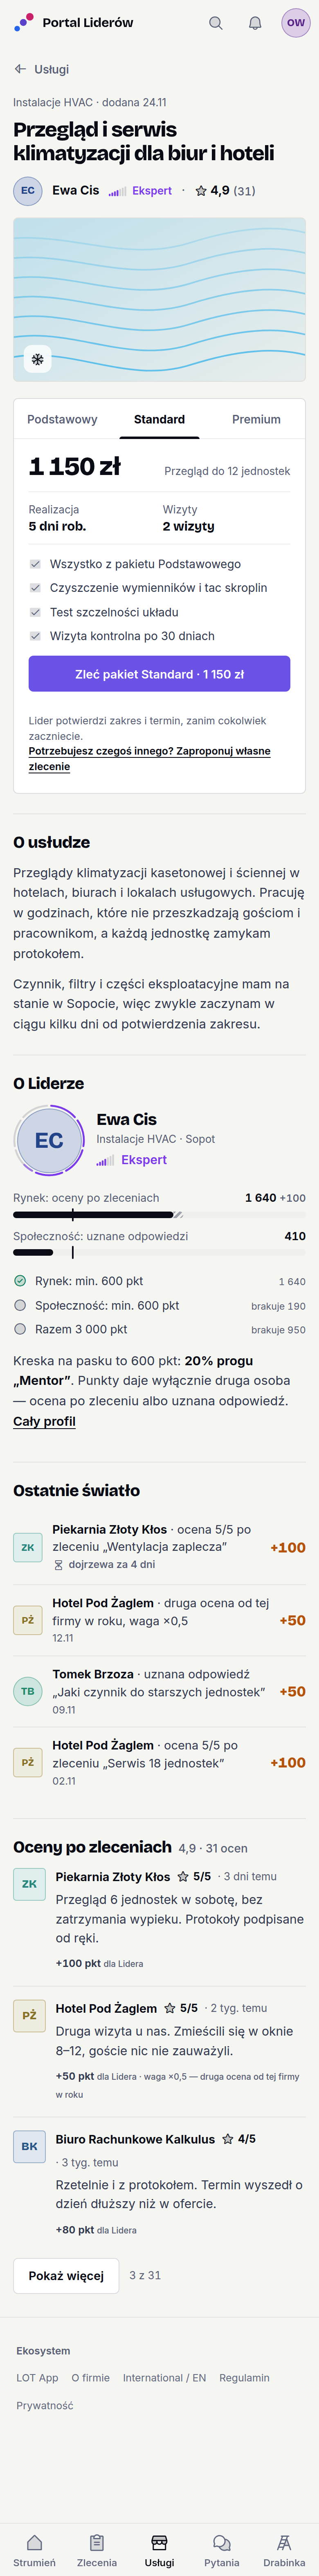 Portal Liderów
OW
Usługi
Instalacje HVAC · dodana 24.11
Przegląd i serwis
klimatyzacji dla biur i hoteli
EC Ewa Cis Ekspert · 4,9 (31)
Podstawowy Standard Premium
1 150 zł Przegląd do 12 jednostek
Realizacja Wizyty
5 dni rob. 2 wizyty
Wszystko z pakietu Podstawowego
Czyszczenie wymienników i tac skroplin
Test szczelności układu
Wizyta kontrolna po 30 dniach
Zleć pakiet Standard · 1 150 zł
Lider potwierdzi zakres i termin, zanim cokolwiek
zaczniecie.
Potrzebujesz czegoś innego? Zaproponuj własne
zlecenie
O usłudze
Przeglądy klimatyzacji kasetonowej i ściennej w
hotelach, biurach i lokalach usługowych. Pracuję
w godzinach, które nie przeszkadzają gościom i
pracownikom, a każdą jednostkę zamykam
protokołem.
Czynnik, filtry i części eksploatacyjne mam na
stanie w Sopocie, więc zwykle zaczynam w
ciągu kilku dni od potwierdzenia zakresu.
O Liderze
EC
Ewa Cis
Instalacje HVAC · Sopot
Ekspert
Rynek: oceny po zleceniach 1 640 +100
Społeczność: uznane odpowiedzi 410
Rynek: min. 600 pkt 1 640
Społeczność: min. 600 pkt brakuje 190
Razem 3 000 pkt brakuje 950
Kreska na pasku to 600 pkt: 20% progu
„Mentor”. Punkty daje wyłącznie druga osoba
— ocena po zleceniu albo uznana odpowiedź.
Cały profil
Ostatnie światło
ZK
Piekarnia Złoty Kłos · ocena 5/5 po
zleceniu „Wentylacja zaplecza”
dojrzewa za 4 dni
+100
PŻ
Hotel Pod Żaglem · druga ocena od tej
firmy w roku, waga ×0,5
12.11
+50
TB
Tomek Brzoza · uznana odpowiedź
„Jaki czynnik do starszych jednostek”
09.11
+50
PŻ
Hotel Pod Żaglem · ocena 5/5 po
zleceniu „Serwis 18 jednostek”
02.11
+100
Oceny po zleceniach 4,9 · 31 ocen
ZK
Piekarnia Złoty Kłos 5/5 · 3 dni temu
Przegląd 6 jednostek w sobotę, bez
zatrzymania wypieku. Protokoły podpisane
od ręki.
+100 pkt dla Lidera
PŻ
Hotel Pod Żaglem 5/5 · 2 tyg. temu
Druga wizyta u nas. Zmieścili się w oknie
8–12, goście nic nie zauważyli.
+50 pkt dla Lidera · waga ×0,5 — druga ocena od tej firmy
w roku
BK
Biuro Rachunkowe Kalkulus 4/5
· 3 tyg. temu
Rzetelnie i z protokołem. Termin wyszedł o
dzień dłuższy niż w ofercie.
+80 pkt dla Lidera
Pokaż więcej 3 z 31
Ekosystem
LOT App O firmie International / EN Regulamin
Prywatność
Strumień Zlecenia Usługi Pytania Drabinka